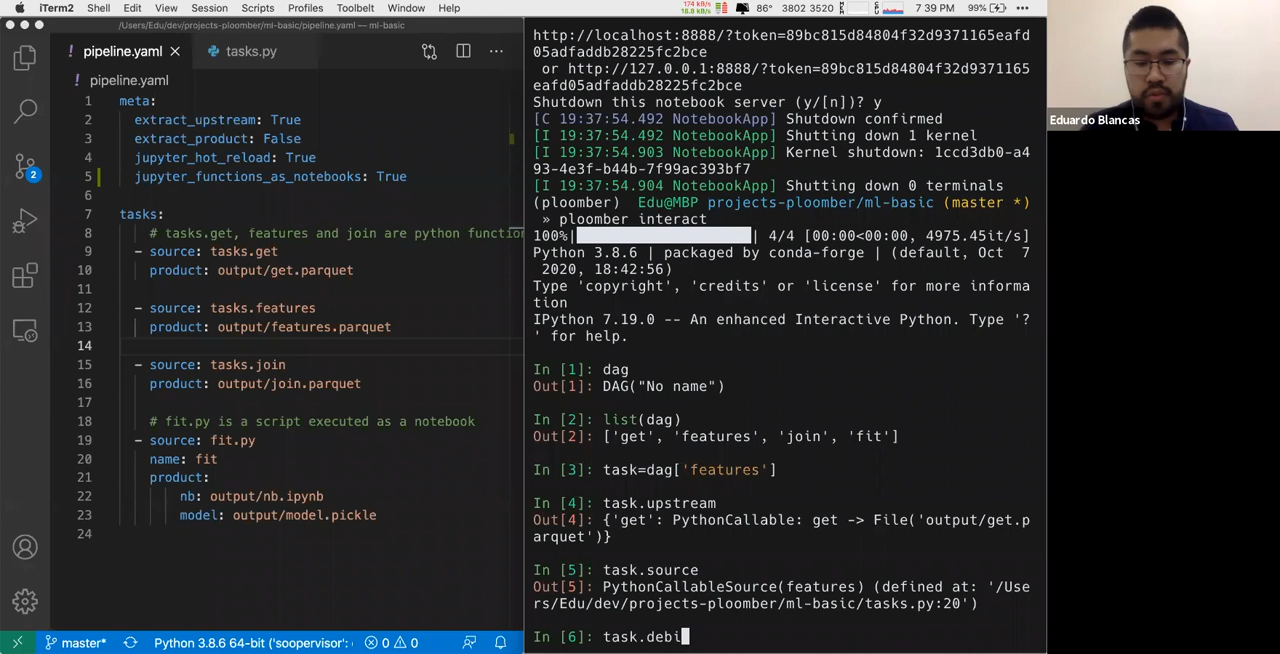 iTerm2 Shell Edit View Session Scripts Profiles Toolbelt Window Help 174 kB/s 18.8 kB/s 86° 3802 3520 7:39 PM 99%
/Users/Edu/dev/projects-ploomber/ml-basic/pipeline.yaml — ml-basic
! pipeline.yaml × tasks.py ...
! pipeline.yaml
1 meta:
2 extract_upstream: True
3 extract_product: False
4 jupyter_hot_reload: True
5 jupyter_functions_as_notebooks: True
6
7 tasks:
8 # tasks.get, features and join are python functio
9 - source: tasks.get
10 product: output/get.parquet
11
12 - source: tasks.features
13 product: output/features.parquet
14
15 - source: tasks.join
16 product: output/join.parquet
17
18 # fit.py is a script executed as a notebook
19 - source: fit.py
20 name: fit
21 product:
22 nb: output/nb.ipynb
23 model: output/model.pickle
24
2
master* Python 3.8.6 64-bit ('soopervisor': 0 0
http://localhost:8888/?token=89bc815d84804f32d9371165eafd
05adfaddb28225fc2bce
or http://127.0.0.1:8888/?token=89bc815d84804f32d9371165
eafd05adfaddb28225fc2bce
Shutdown this notebook server (y/[n])? y
[C 19:37:54.492 NotebookApp] Shutdown confirmed
[I 19:37:54.492 NotebookApp] Shutting down 1 kernel
[I 19:37:54.903 NotebookApp] Kernel shutdown: 1ccd3db0-a4
93-4e3f-b44b-7f99ac393bf7
[I 19:37:54.904 NotebookApp] Shutting down 0 terminals
(ploomber) Edu@MBP projects-ploomber/ml-basic (master *)
» ploomber interact
100%| | 4/4 [00:00<00:00, 4975.45it/s]
Python 3.8.6 | packaged by conda-forge | (default, Oct 7
2020, 18:42:56)
Type 'copyright', 'credits' or 'license' for more informa
tion
IPython 7.19.0 -- An enhanced Interactive Python. Type '?
' for help.
In [1]: dag
Out[1]: DAG("No name")
In [2]: list(dag)
Out[2]: ['get', 'features', 'join', 'fit']
In [3]: task=dag['features']
In [4]: task.upstream
Out[4]: {'get': PythonCallable: get -> File('output/get.p
arquet')}
In [5]: task.source
Out[5]: PythonCallableSource(features) (defined at: '/Use
rs/Edu/dev/projects-ploomber/ml-basic/tasks.py:20')
In [6]: task.debi
Eduardo Blancas